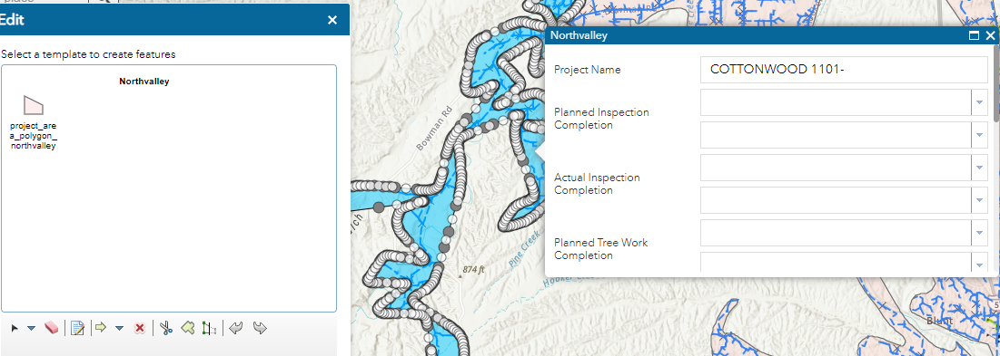 Edit
Select a template to create features
Northvalley
project_are
a_polygon_
northvalley
Bowman Rd
Pine Creek
874 ft
Northvalley
Project Name
COTTONWOOD 1101-
Planned Inspection
Completion
Actual Inspection
Completion
Planned Tree Work
Completion
Blunt
5